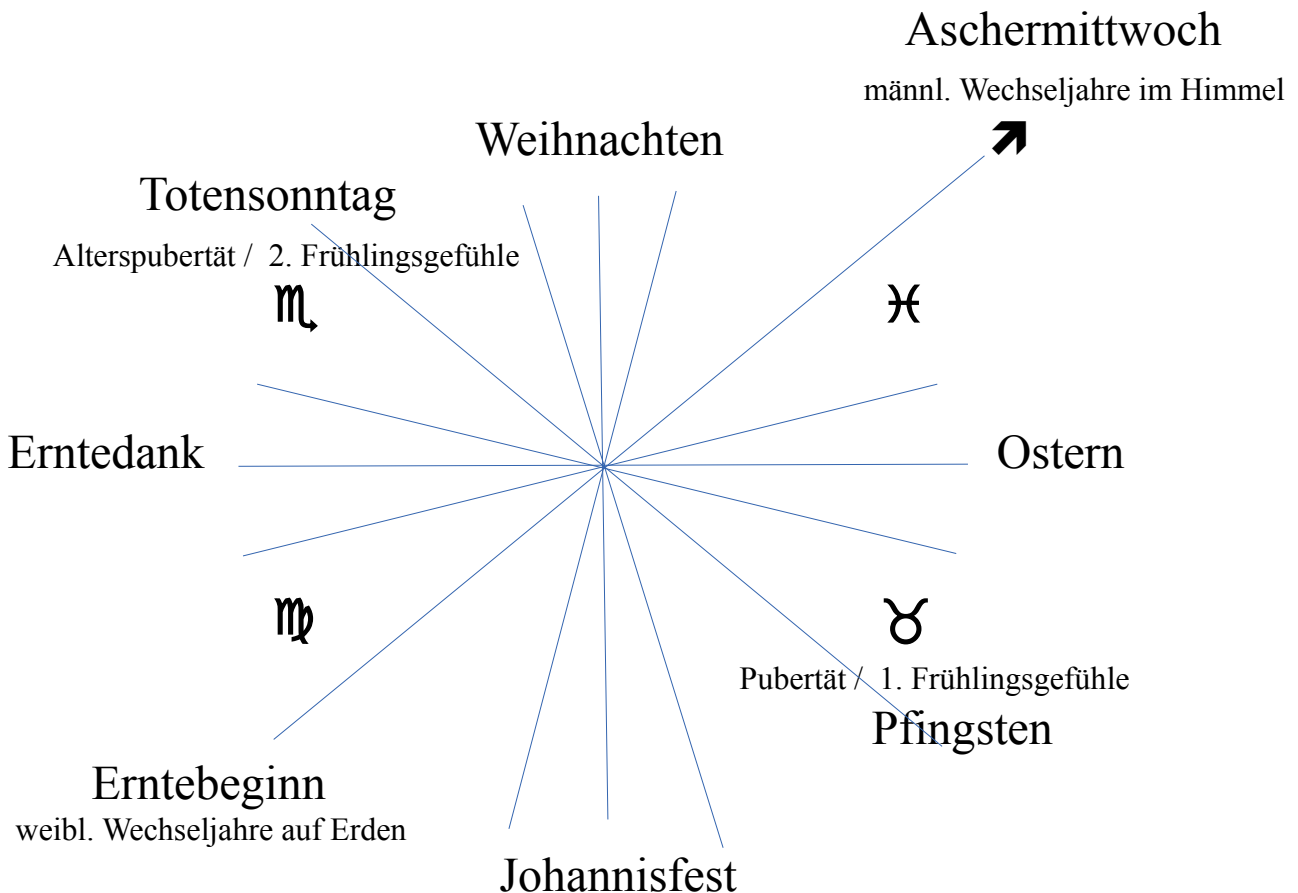 Aschermittwoch
männl. Wechseljahre im Himmel
Weihnachten
Totensonntag
Alterspubertät / 2. Frühlingsgefühle
♏
♓
Erntedank
Ostern
♍
♉
Pubertät / 1. Frühlingsgefühle
Pfingsten
Erntebeginn
weibl. Wechseljahre auf Erden
Johannisfest